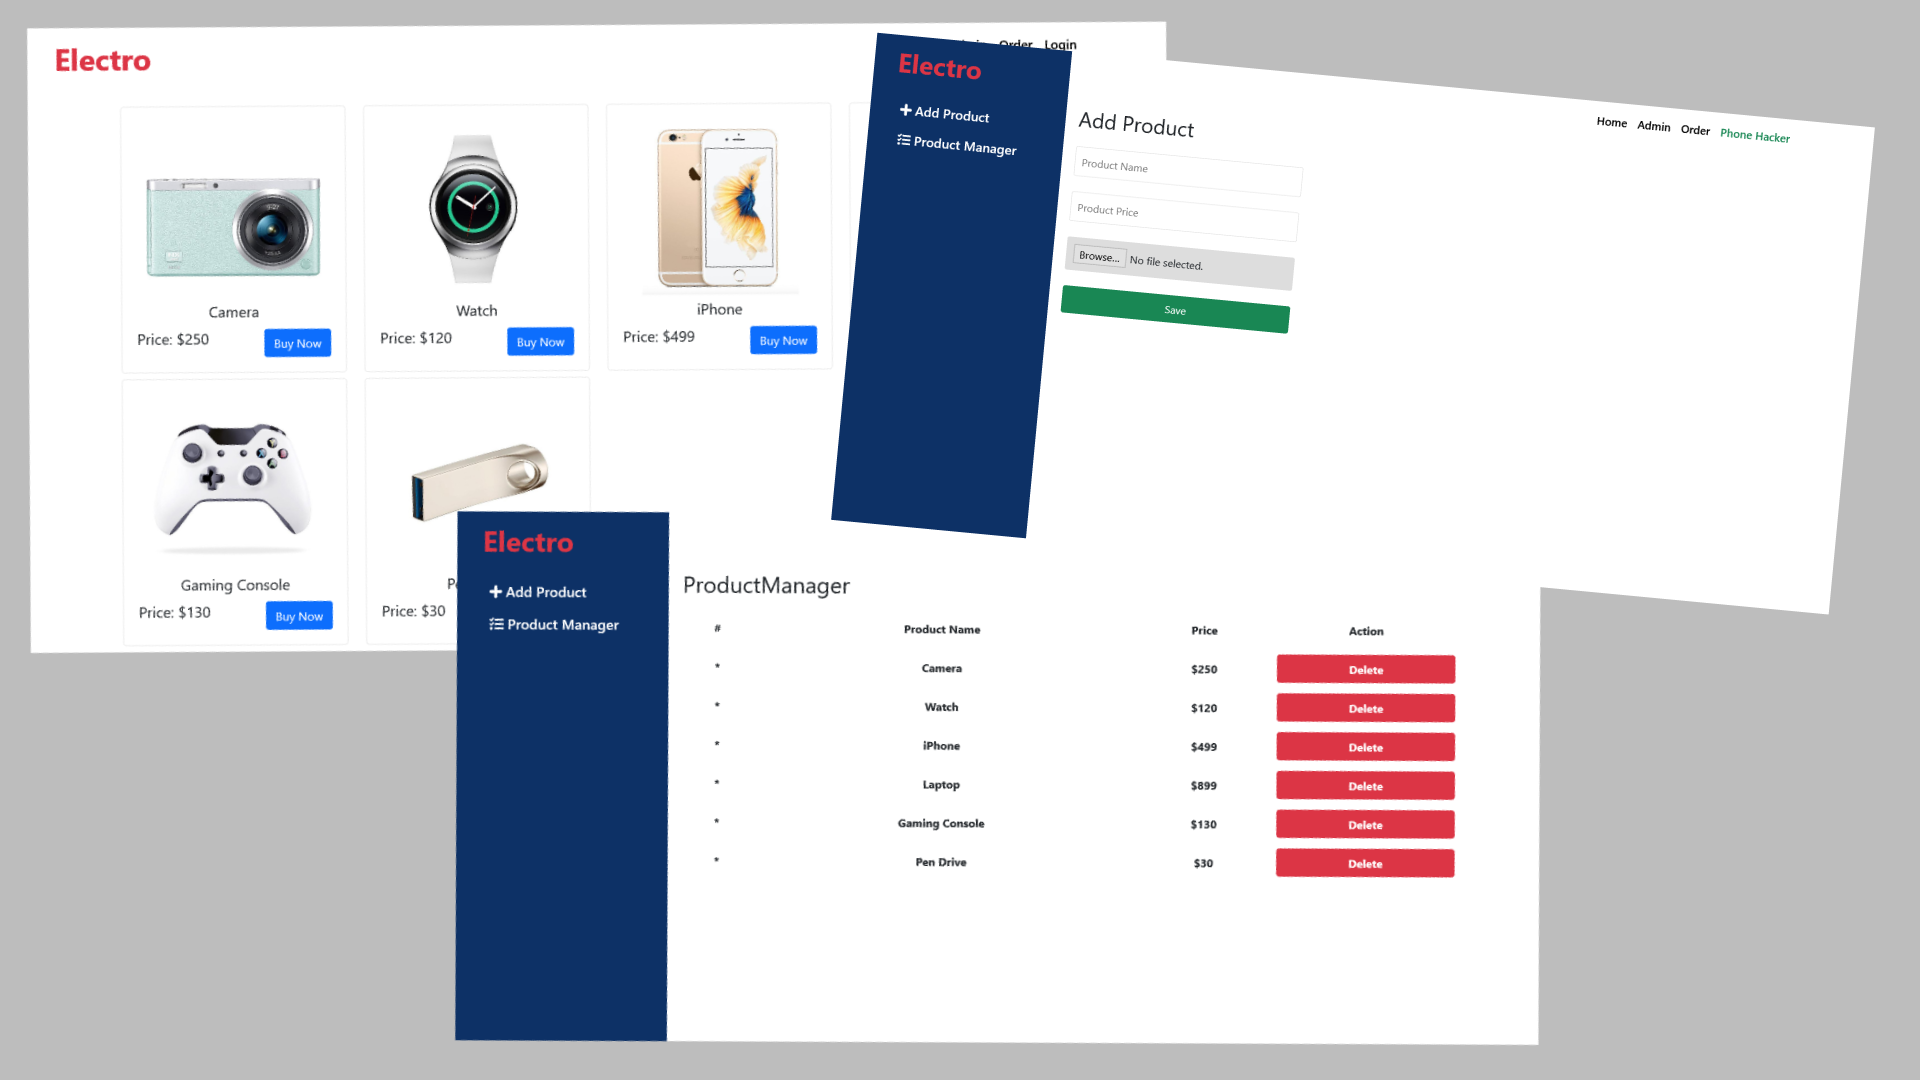 Electro
Order Login
Camera
Price: $250
Buy Now
Watch
Price: $120
Buy Now
iPhone
Price: $499
Buy Now
Gaming Console
Price: $130
Buy Now
Price: $30
Electro
Add Product
Product Manager
Home Admin Order Phone Hacker
Add Product
Product Name
Product Price
Browse... No file selected.
Save
Electro
Add Product
Product Manager
ProductManager
# Product Name Price Action
* Camera $250 Delete
* Watch $120 Delete
* iPhone $499 Delete
* Laptop $899 Delete
* Gaming Console $130 Delete
* Pen Drive $30 Delete